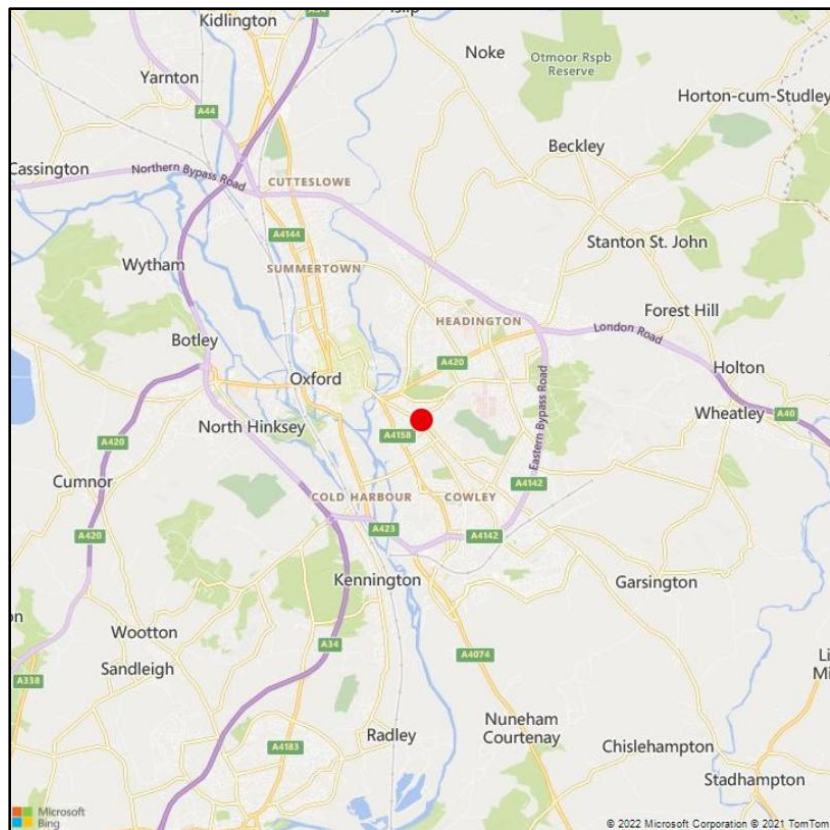 Kidlington
Islip
Noke
Otmoor Rspb
Reserve
Yarnton
Horton-cum-Studley
A44
Beckley
Cassington
Northern Bypass Road
CUTTESLOWE
A4144
Stanton St. John
Wytham
SUMMERTOWN
Forest Hill
HEADINGTON
London Road
Botley
A420
Holton
Oxford
Eastern Bypass Road
Wheatley
A40
North Hinksey
A4158
A420
Cumnor
A4142
COLD HARBOUR
COWLEY
A420
A423
A4142
Kennington
Garsington
Wootton
A34
Sandleigh
A4074
A338
Nuneham
Courtenay
Radley
A4183
Chislehampton
Stadhampton
Microsoft
Bing
© 2022 Microsoft Corporation © 2021 TomTom